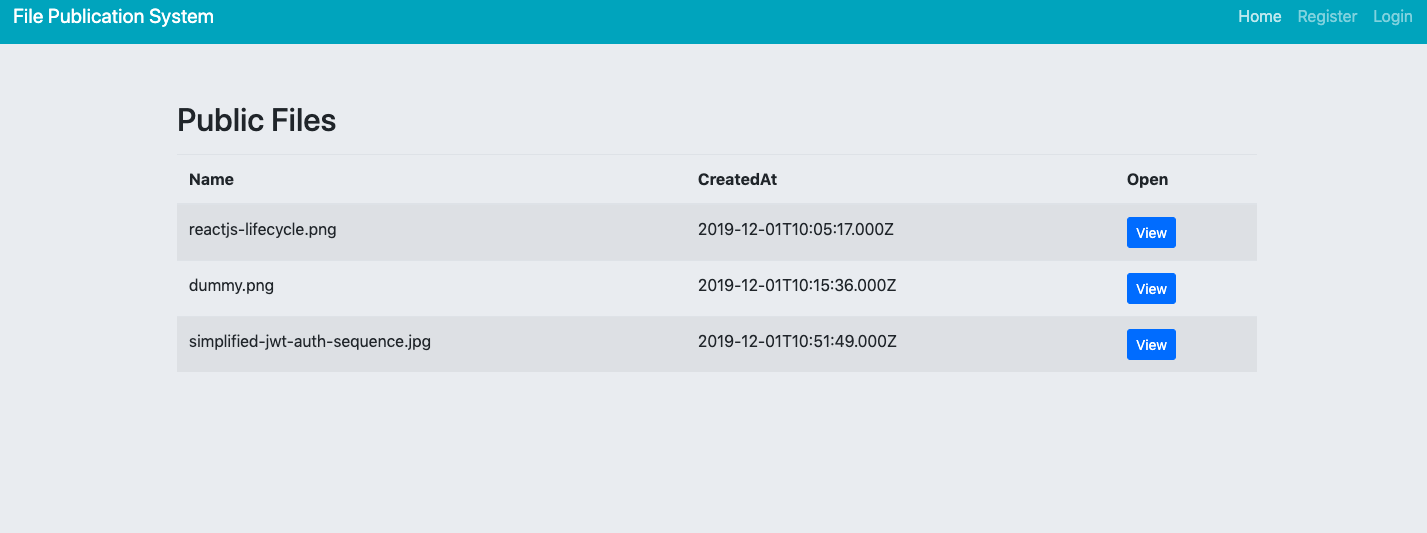 File Publication System Home Register Login
Public Files
Name CreatedAt Open
reactjs-lifecycle.png 2019-12-01T10:05:17.000Z View
dummy.png 2019-12-01T10:15:36.000Z View
simplified-jwt-auth-sequence.jpg 2019-12-01T10:51:49.000Z View